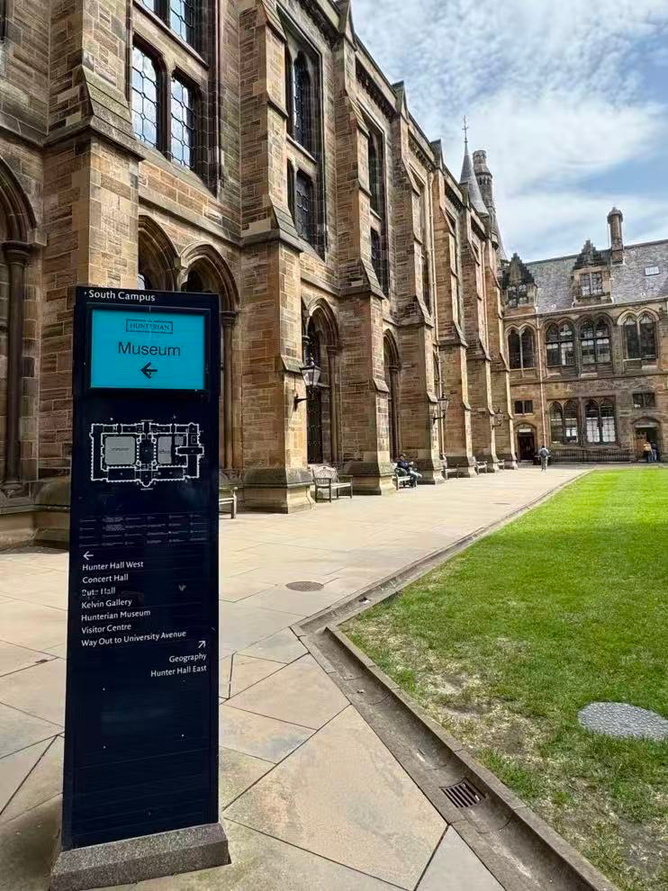 South Campus
HUNTERIAN
Museum
Hunter Hall West
Concert Hall
Bute Hall
Kelvin Gallery
Hunterian Museum
Visitor Centre
Way Out to University Avenue
Geography
Hunter Hall East